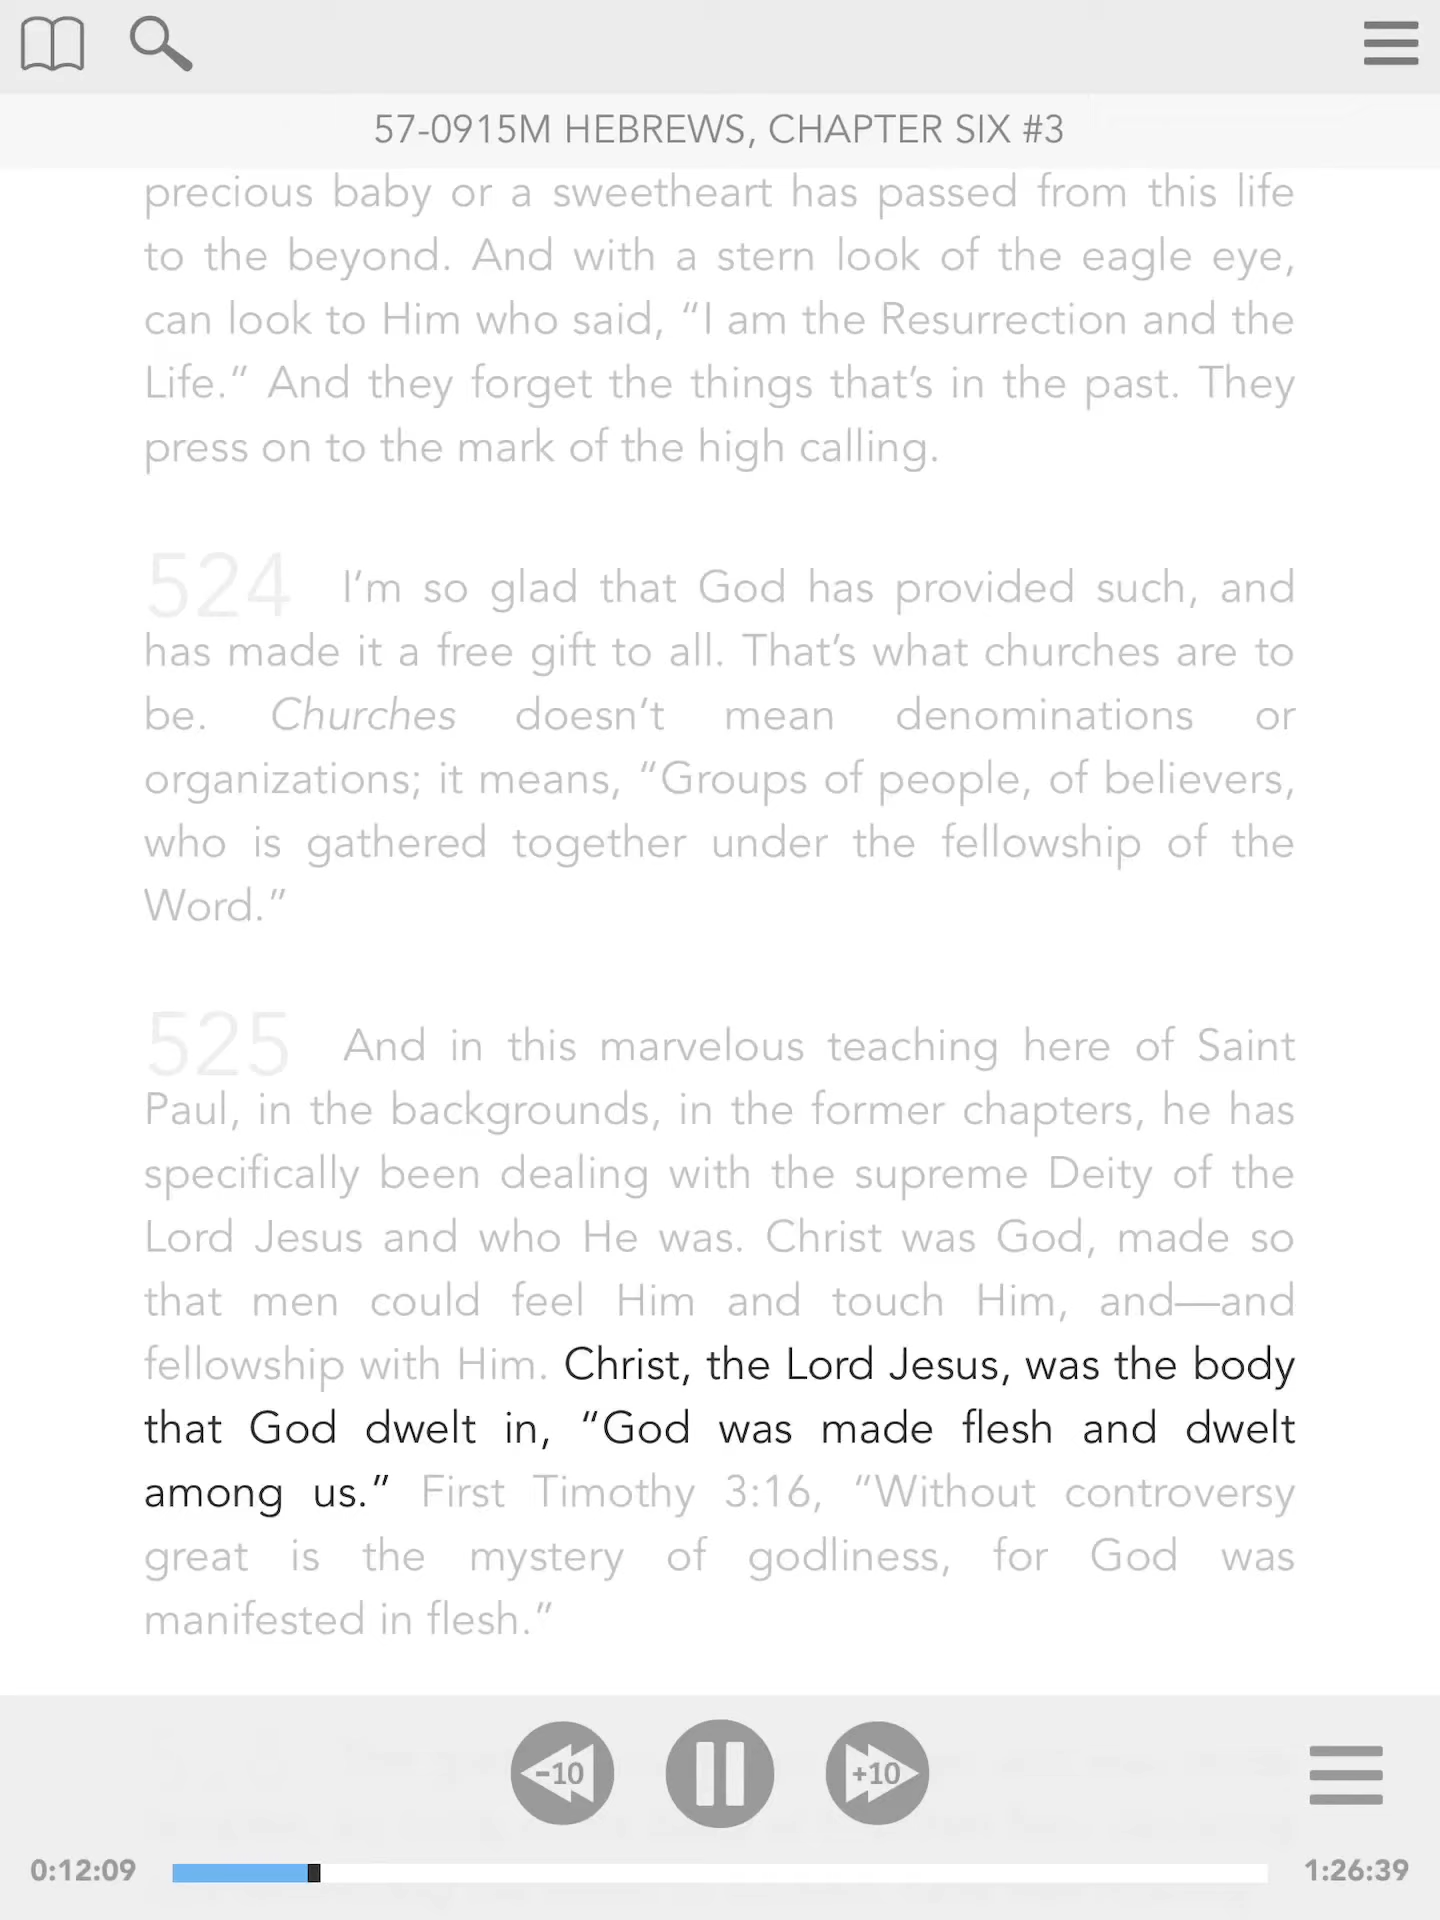 57-0915M HEBREWS, CHAPTER SIX #3
precious baby or a sweetheart has passed from this life
to the beyond. And with a stern look of the eagle eye,
can look to Him who said, “I am the Resurrection and the
Life.” And they forget the things that’s in the past. They
press on to the mark of the high calling.
524 I’m so glad that God has provided such, and
has made it a free gift to all. That’s what churches are to
be. Churches doesn’t mean denominations or
organizations; it means, “Groups of people, of believers,
who is gathered together under the fellowship of the
Word.”
525 And in this marvelous teaching here of Saint
Paul, in the backgrounds, in the former chapters, he has
specifically been dealing with the supreme Deity of the
Lord Jesus and who He was. Christ was God, made so
that men could feel Him and touch Him, and—and
fellowship with Him. Christ, the Lord Jesus, was the body
that God dwelt in, “God was made flesh and dwelt
among us.” First Timothy 3:16, “Without controversy
great is the mystery of godliness, for God was
manifested in flesh.”
-10 +10
0:12:09 1:26:39